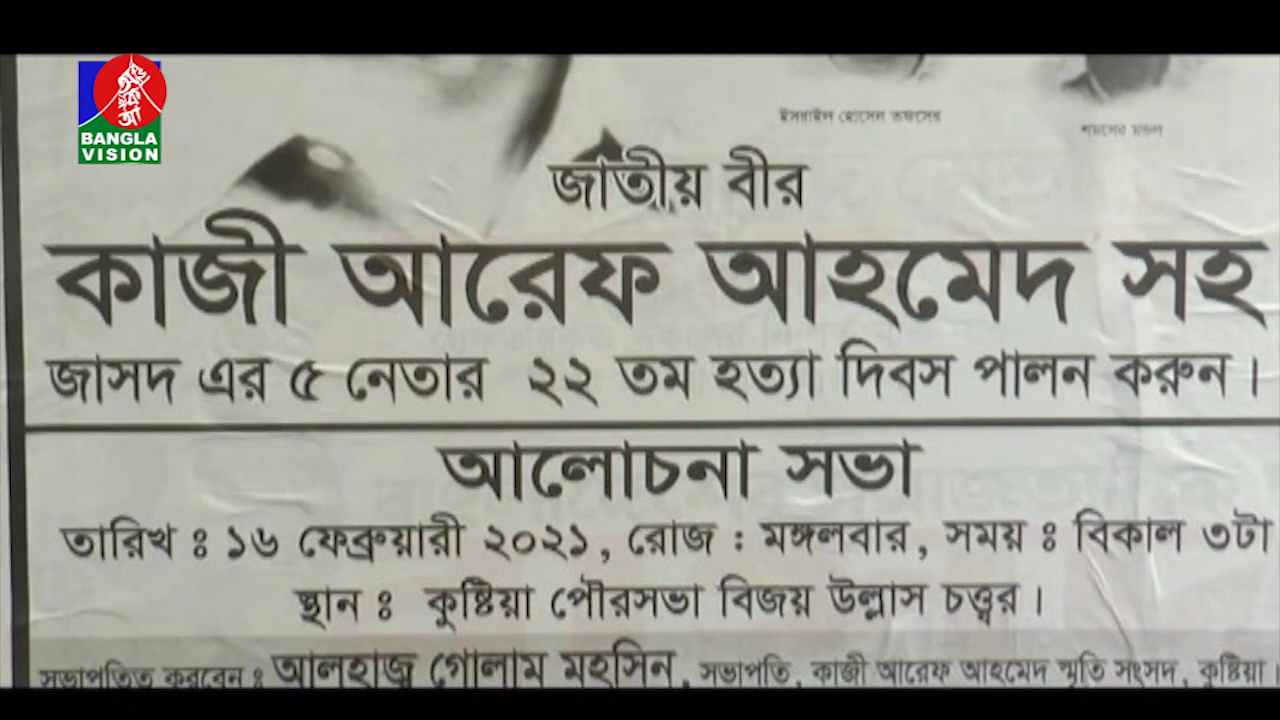 BANGLA
VISION
ইসরাইল হোসেন তফসের
শমসের মন্ডল
জাতীয় বীর
কাজী আরেফ আহমেদ সহ
জাসদ এর ৫ নেতার ২২ তম হত্যা দিবস পালন করুন।
আলোচনা সভা
তারিখ : ১৬ ফেব্রুয়ারী ২০২১, রোজ : মঙ্গলবার, সময় : বিকাল ৩টা
স্থান : কুষ্টিয়া পৌরসভা বিজয় উল্লাস চত্ত্বর।
সভাপতিত করবেন : আলহাজ্ব গোলাম মহসিন, সভাপতি, কাজী আরেফ আহমেদ স্মৃতি সংসদ, কুষ্টিয়া।